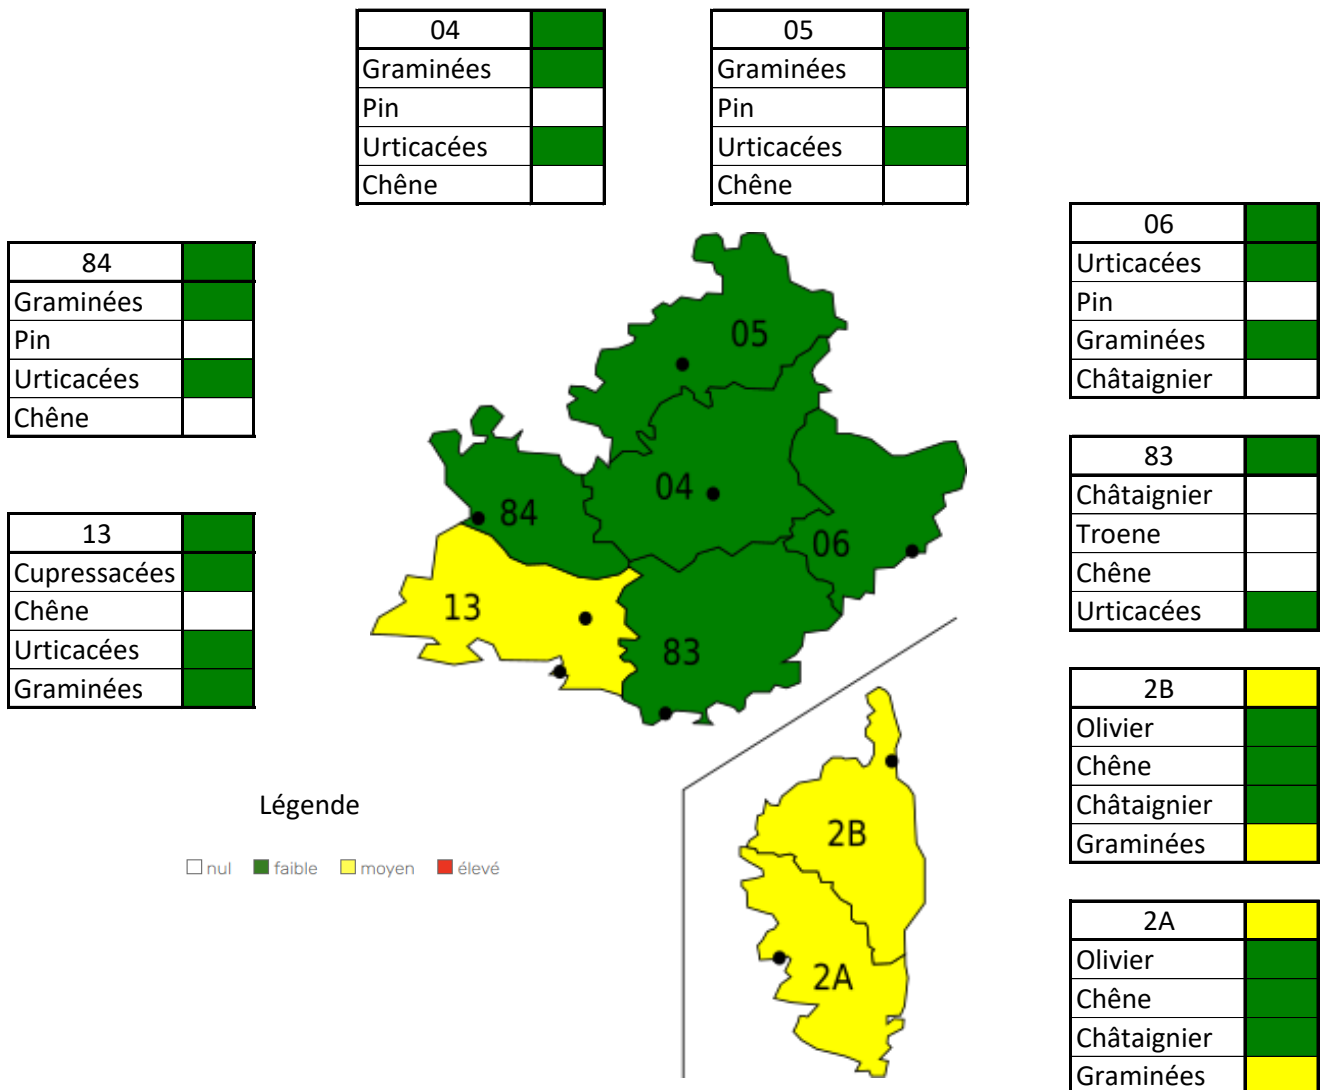 04
Graminées
Pin
Urticacées
Chêne
05
Graminées
Pin
Urticacées
Chêne
06
Urticacées
Pin
Graminées
Châtaignier
84
Graminées
Pin
Urticacées
Chêne
83
Châtaignier
Troene
Chêne
Urticacées
13
Cupressacées
Chêne
Urticacées
Graminées
2B
Olivier
Chêne
Châtaignier
Graminées
2A
Olivier
Chêne
Châtaignier
Graminées
05
04
84
06
13
83
2B
2A
Légende
nul faible moyen élevé